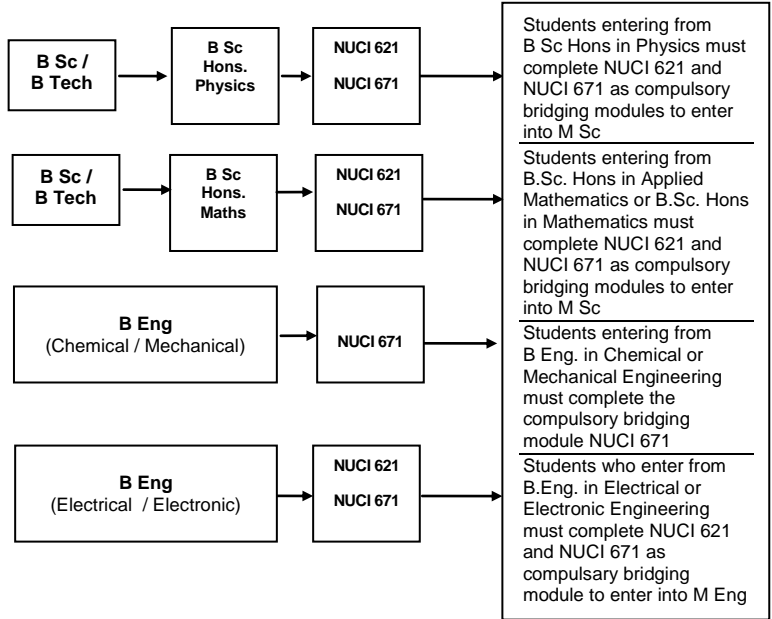 B Sc /
B Tech
B Sc
Hons.
Physics
NUCI 621
NUCI 671
Students entering from
B Sc Hons in Physics must
complete NUCI 621 and
NUCI 671 as compulsory
bridging modules to enter
into M Sc
B Sc /
B Tech
B Sc
Hons.
Maths
NUCI 621
NUCI 671
Students entering from
B.Sc. Hons in Applied
Mathematics or B.Sc. Hons
in Mathematics must
complete NUCI 621 and
NUCI 671 as compulsory
bridging modules to enter
into M Sc
B Eng
(Chemical / Mechanical)
NUCI 671
Students entering from
B Eng. in Chemical or
Mechanical Engineering
must complete the
compulsory bridging
module NUCI 671
B Eng
(Electrical / Electronic)
NUCI 621
NUCI 671
Students who enter from
B.Eng. in Electrical or
Electronic Engineering
must complete NUCI 621
and NUCI 671 as
compulsary bridging
module to enter into M Eng